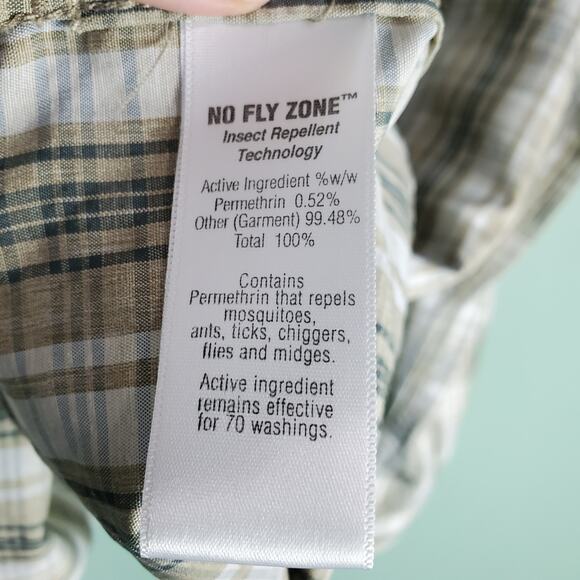 NO FLY ZONE™
Insect Repellent
Technology
Active Ingredient %w/w
Permethrin 0.52%
Other (Garment) 99.48%
Total 100%
Contains
Permethrin that repels
mosquitoes,
ants, ticks, chiggers,
flies and midges.
Active ingredient
remains effective
for 70 washings.